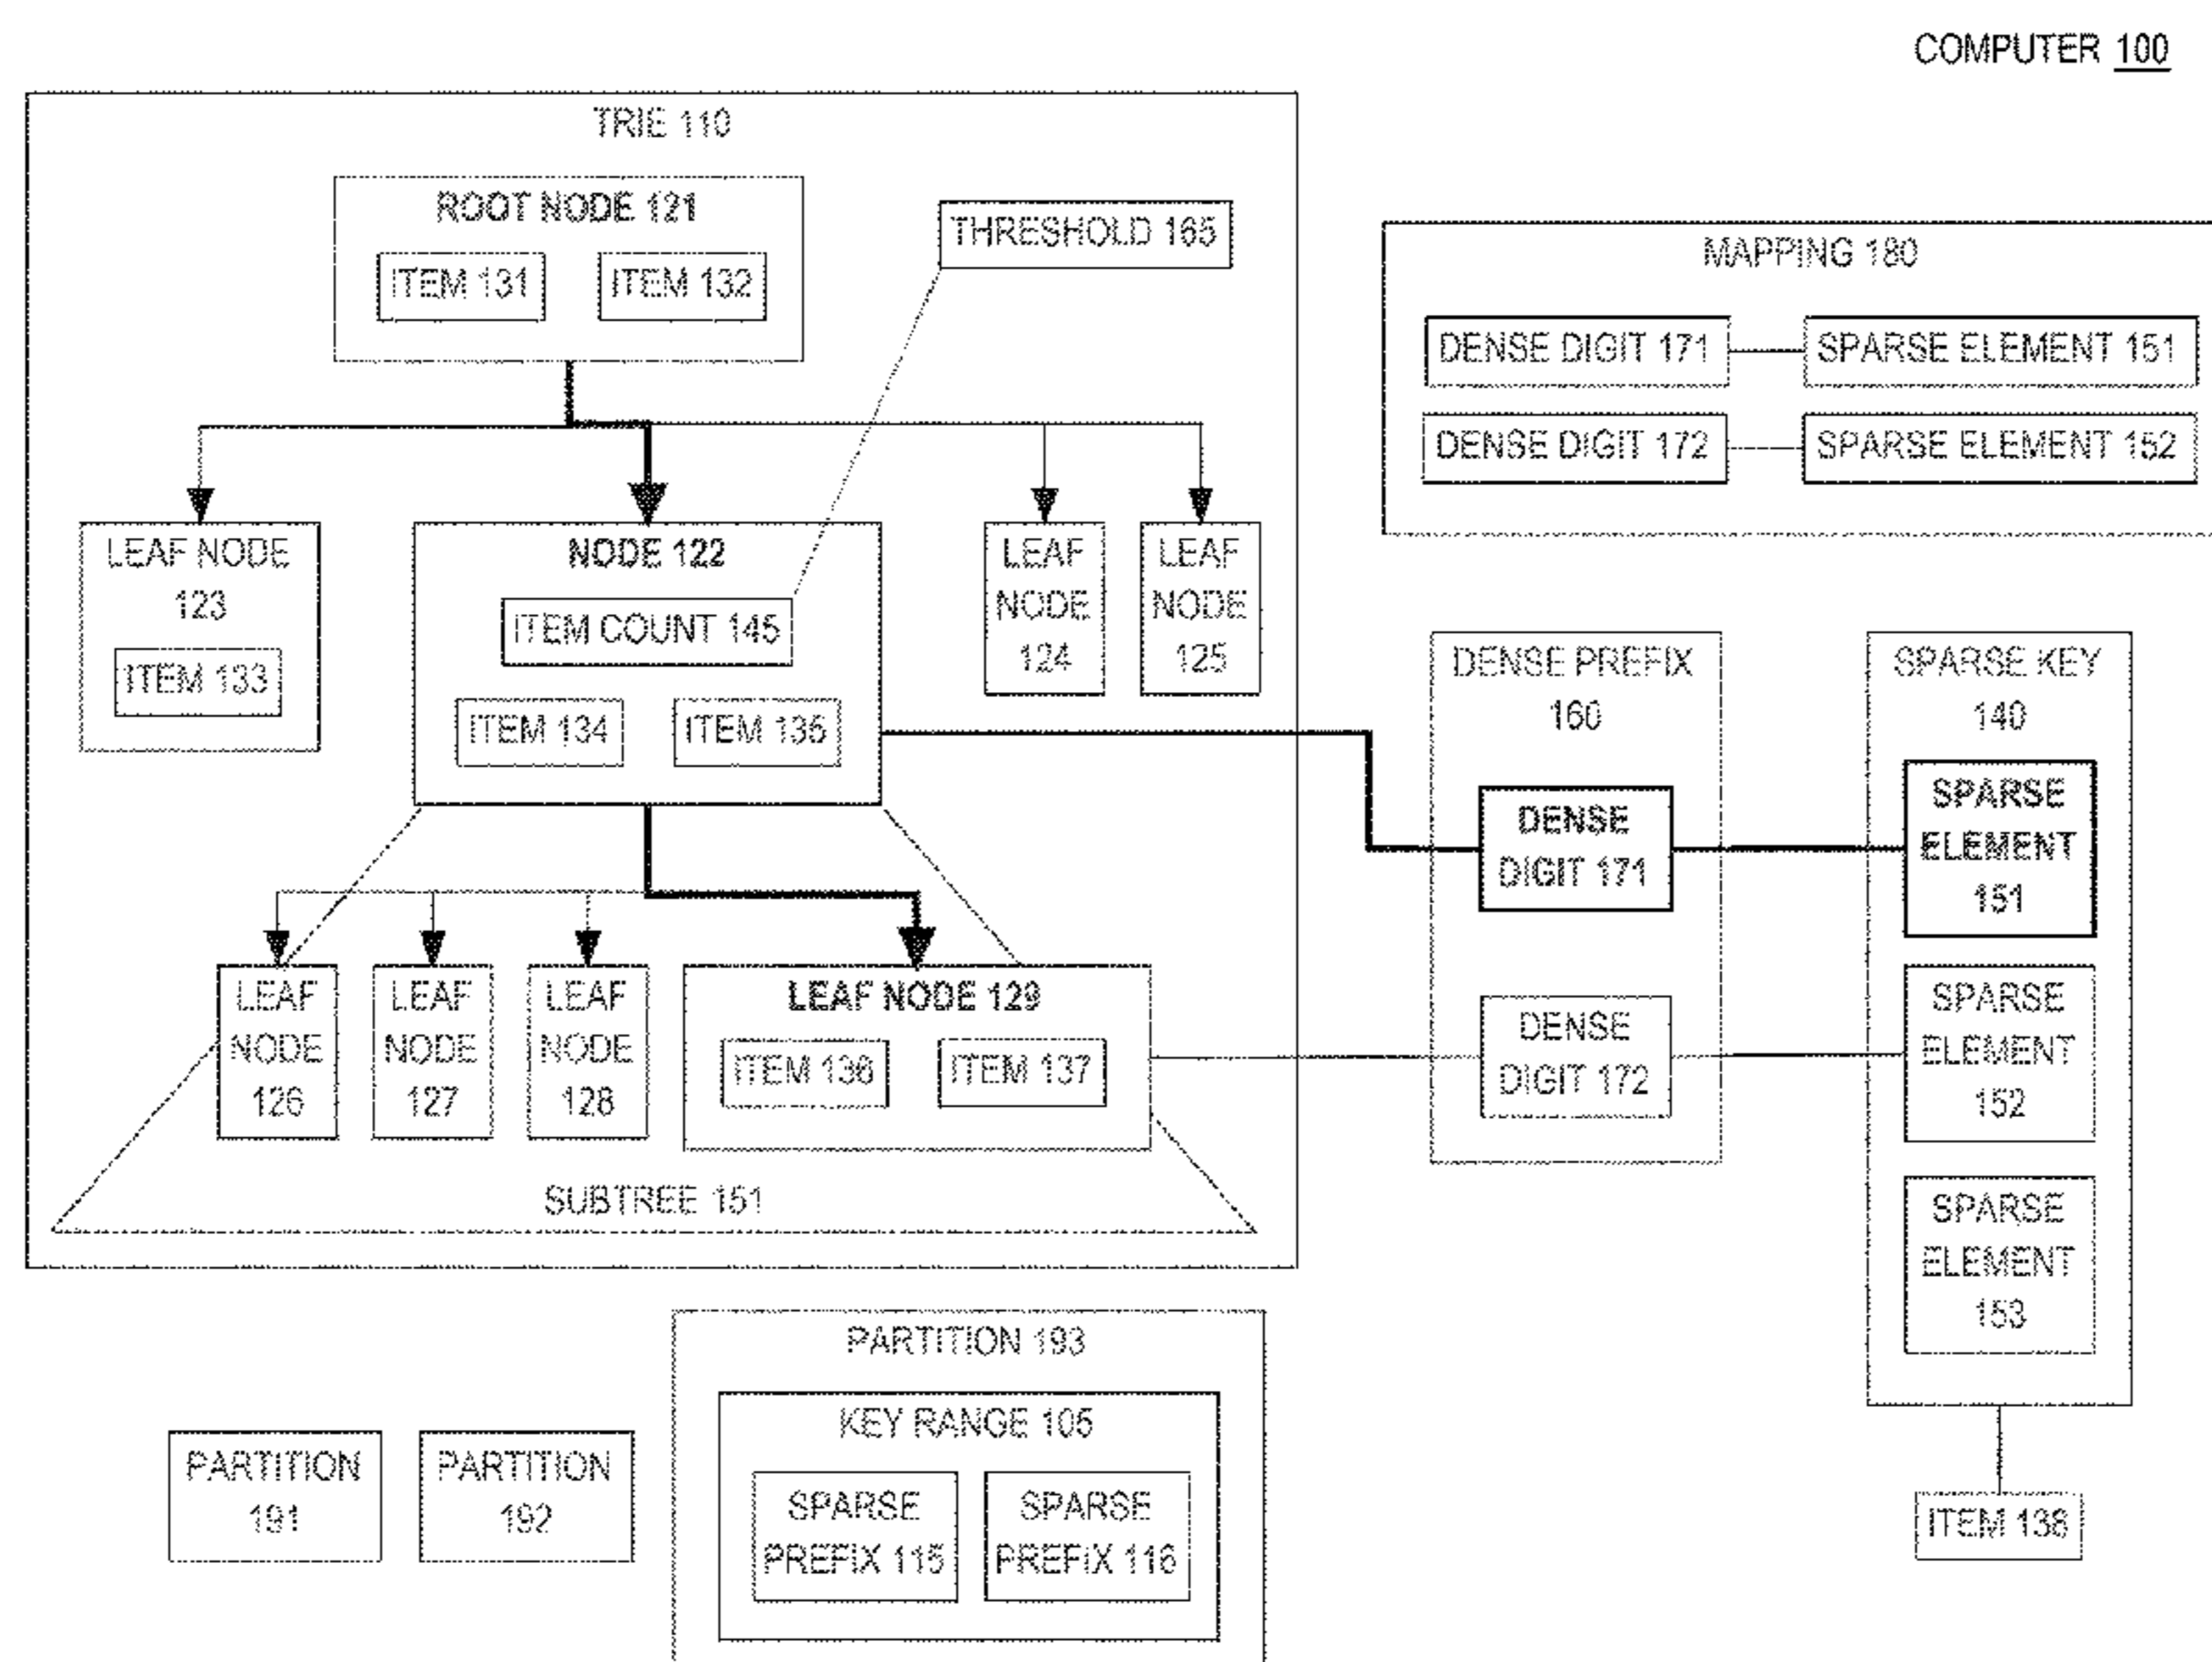 COMPUTER 100
TRIE 110
ROOT NODE 121
ITEM 131
ITEM 132
THRESHOLD 165
MAPPING 180
DENSE DIGIT 171
SPARSE ELEMENT 151
DENSE DIGIT 172
SPARSE ELEMENT 152
LEAF NODE
123
ITEM 133
NODE 122
ITEM COUNT 145
ITEM 134
ITEM 135
LEAF
NODE
124
LEAF
NODE
125
DENSE PREFIX
160
DENSE
DIGIT 171
DENSE
DIGIT 172
SPARSE KEY
140
SPARSE
ELEMENT
151
SPARSE
ELEMENT
152
SPARSE
ELEMENT
153
LEAF
NODE
126
LEAF
NODE
127
LEAF
NODE
128
LEAF NODE 129
ITEM 136
ITEM 137
SUBTREE 151
PARTITION
191
PARTITION
192
PARTITION 193
KEY RANGE 105
SPARSE
PREFIX 115
SPARSE
PREFIX 116
ITEM 138